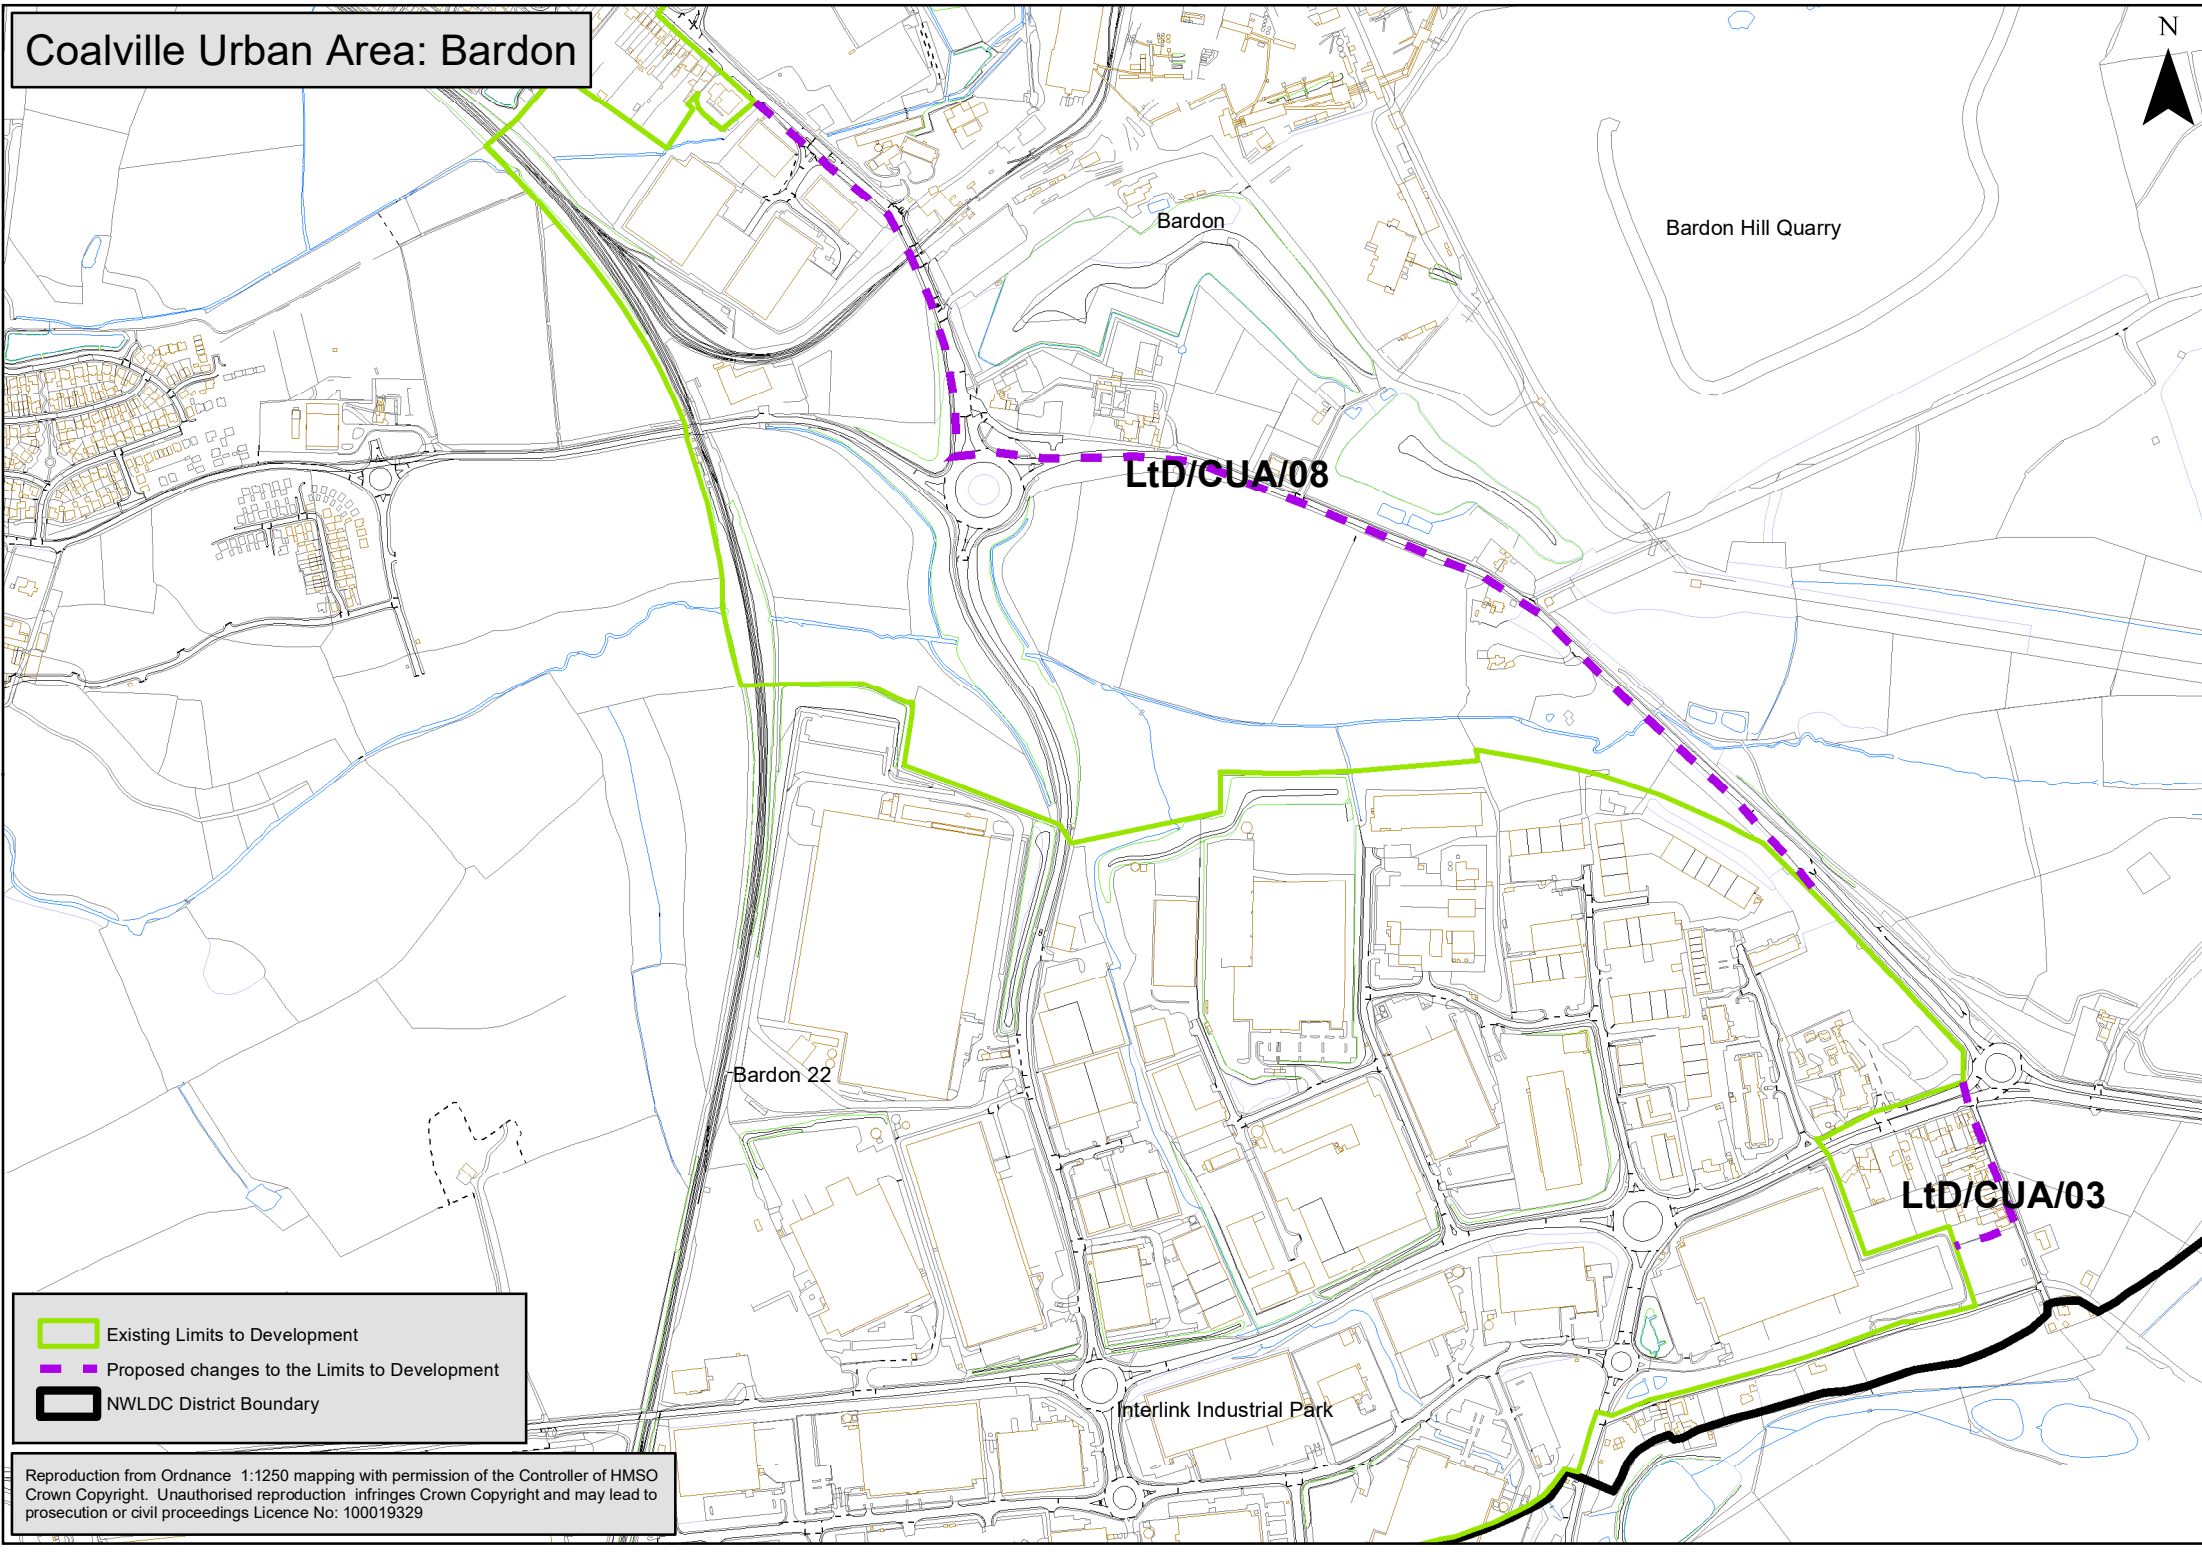 Coalville Urban Area: Bardon
N
Bardon
Bardon Hill Quarry
LtD/CUA/08
Bardon 22
LtD/CUA/03
Interlink Industrial Park
Existing Limits to Development
Proposed changes to the Limits to Development
NWLDC District Boundary
Reproduction from Ordnance 1:1250 mapping with permission of the Controller of HMSO
Crown Copyright. Unauthorised reproduction infringes Crown Copyright and may lead to
prosecution or civil proceedings Licence No: 100019329